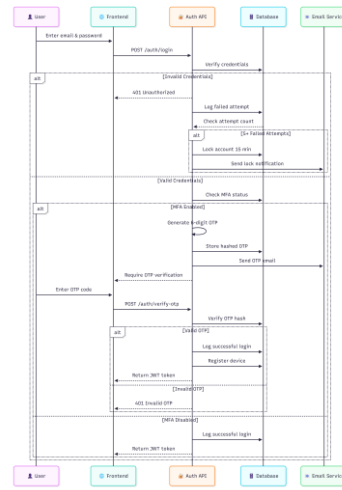 User
Frontend
Auth API
Database
Email Servic
Enter email & password
POST /auth/login
Verify credentials
alt
[Invalid Credentials]
401 Unauthorized
Log failed attempt
Check attempt count
alt
[5+ Failed Attempts]
Lock account 15 min
Send lock notification
[Valid Credentials]
Check MFA status
alt
[MFA Enabled]
Generate 6-digit OTP
Store hashed OTP
Send OTP email
Require OTP verification
Enter OTP code
POST /auth/verify-otp
Verify OTP hash
alt
[Valid OTP]
Log successful login
Register device
Return JWT token
[Invalid OTP]
401 Invalid OTP
[MFA Disabled]
Log successful login
Return JWT token
User
Frontend
Auth API
Database
Email Servic